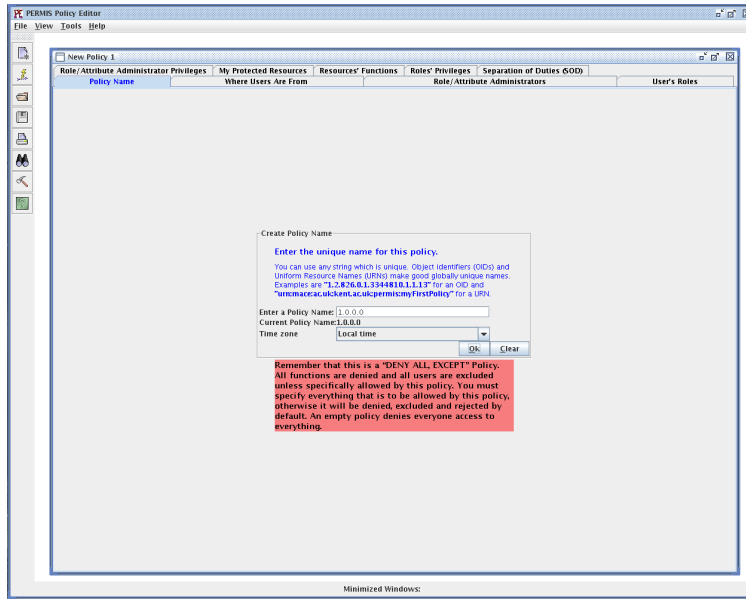 PERMIS Policy Editor
File View Tools Help
New Policy 1
Role/Attribute Administrator Privileges My Protected Resources Resources' Functions Roles' Privileges Separation of Duties (SOD)
Policy Name Where Users Are From Role/Attribute Administrators User's Roles
Create Policy Name
Enter the unique name for this policy.
You can use any string which is unique. Object identifiers (OIDs) and
Uniform Resource Names (URNs) make good globally unique names.
Examples are "1.2.826.0.1.3344810.1.1.13" for an OID and
"urn:mace:ac.uk:kent.ac.uk:permis:myFirstPolicy" for a URN.
Enter a Policy Name: 1.0.0.0
Current Policy Name:1.0.0.0
Time zone Local time
Ok Clear
Remember that this is a "DENY ALL, EXCEPT" Policy.
All functions are denied and all users are excluded
unless specifically allowed by this policy. You must
specify everything that is to be allowed by this policy,
otherwise it will be denied, excluded and rejected by
default. An empty policy denies everyone access to
everything.
Minimized Windows: